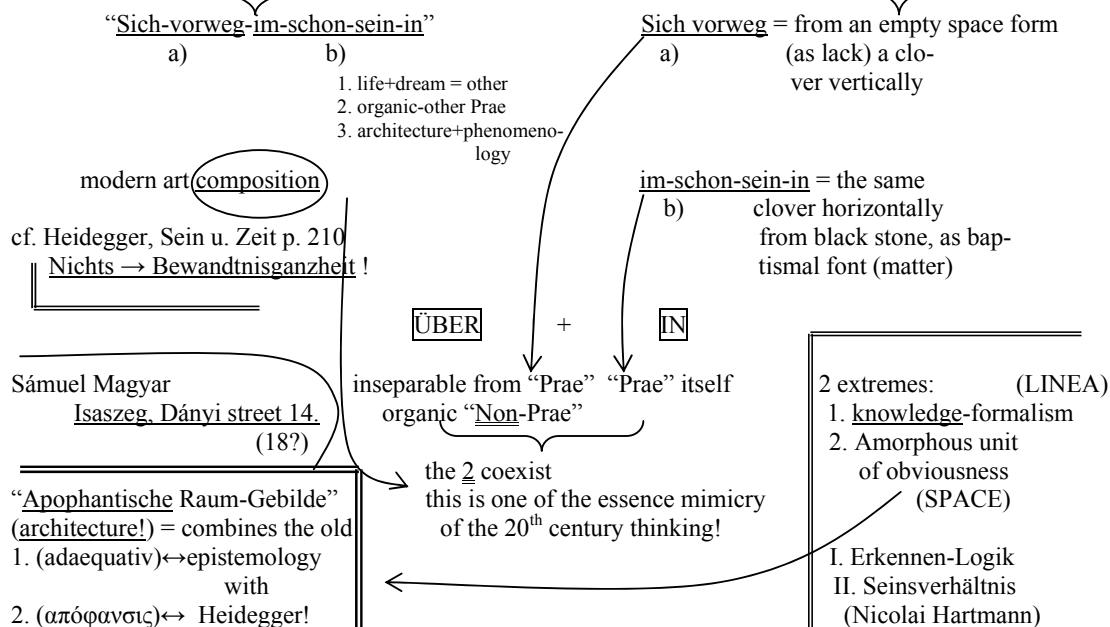 “Sich-vorweg-im-schon-sein-in”
a) b)
1. life+dream = other
2. organic-other Prae
3. architecture+phenomeno-
logy
modern art composition
cf. Heidegger, Sein u. Zeit p. 210
Nichts → Bewandtnisganzheit !
Sich vorweg = from an empty space form
a) (as lack) a clo-
ver vertically
im-schon-sein-in = the same
b) clover horizontally
from black stone, as bap-
tismal font (matter)
ÜBER + IN
inseparable from “Prae” “Prae” itself
organic “Non-Prae”
the 2 coexist
this is one of the essence mimicry
of the 20th century thinking!
Sámuel Magyar
Isaszeg, Dányi street 14.
(18?)
“Apophantische Raum-Gebilde”
(architecture!) = combines the old
1. (adaequativ)↔epistemology
with
2. (απόφανσις)↔ Heidegger!
2 extremes: (LINEA)
1. knowledge-formalism
2. Amorphous unit
of obviousness
(SPACE)
I. Erkennen-Logik
II. Seinsverhältnis
(Nicolai Hartmann)